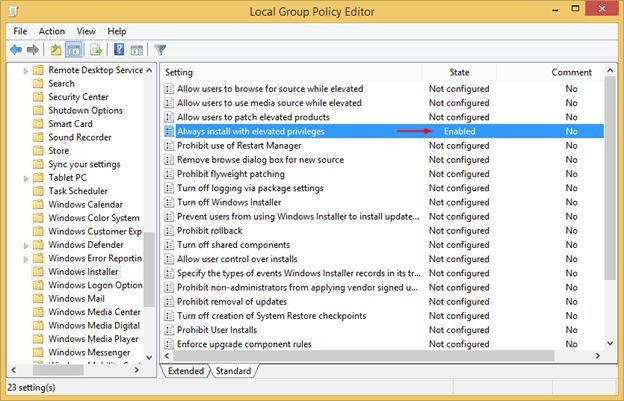 Local Group Policy Editor
File Action View Help
Remote Desktop Service
Search
Security Center
Shutdown Options
Smart Card
Sound Recorder
Store
Sync your settings
Tablet PC
Task Scheduler
Windows Calendar
Windows Color System
Windows Customer Exp
Windows Defender
Windows Error Reportin
Windows Installer
Windows Logon Option
Windows Mail
Windows Media Center
Windows Media Digital
Windows Media Player
Windows Messenger
Setting State Comment
Allow users to browse for source while elevated Not configured No
Allow users to use media source while elevated Not configured No
Allow users to patch elevated products Not configured No
Always install with elevated privileges Enabled No
Prohibit use of Restart Manager Not configured No
Remove browse dialog box for new source Not configured No
Prohibit flyweight patching Not configured No
Turn off logging via package settings Not configured No
Turn off Windows Installer Not configured No
Prevent users from using Windows Installer to install update... Not configured No
Prohibit rollback Not configured No
Turn off shared components Not configured No
Allow user control over installs Not configured No
Specify the types of events Windows Installer records in its tr... Not configured No
Prohibit non-administrators from applying vendor signed u... Not configured No
Prohibit removal of updates Not configured No
Turn off creation of System Restore checkpoints Not configured No
Prohibit User Installs Not configured No
Enforce upgrade component rules Not configured No
Extended Standard
23 setting(s)